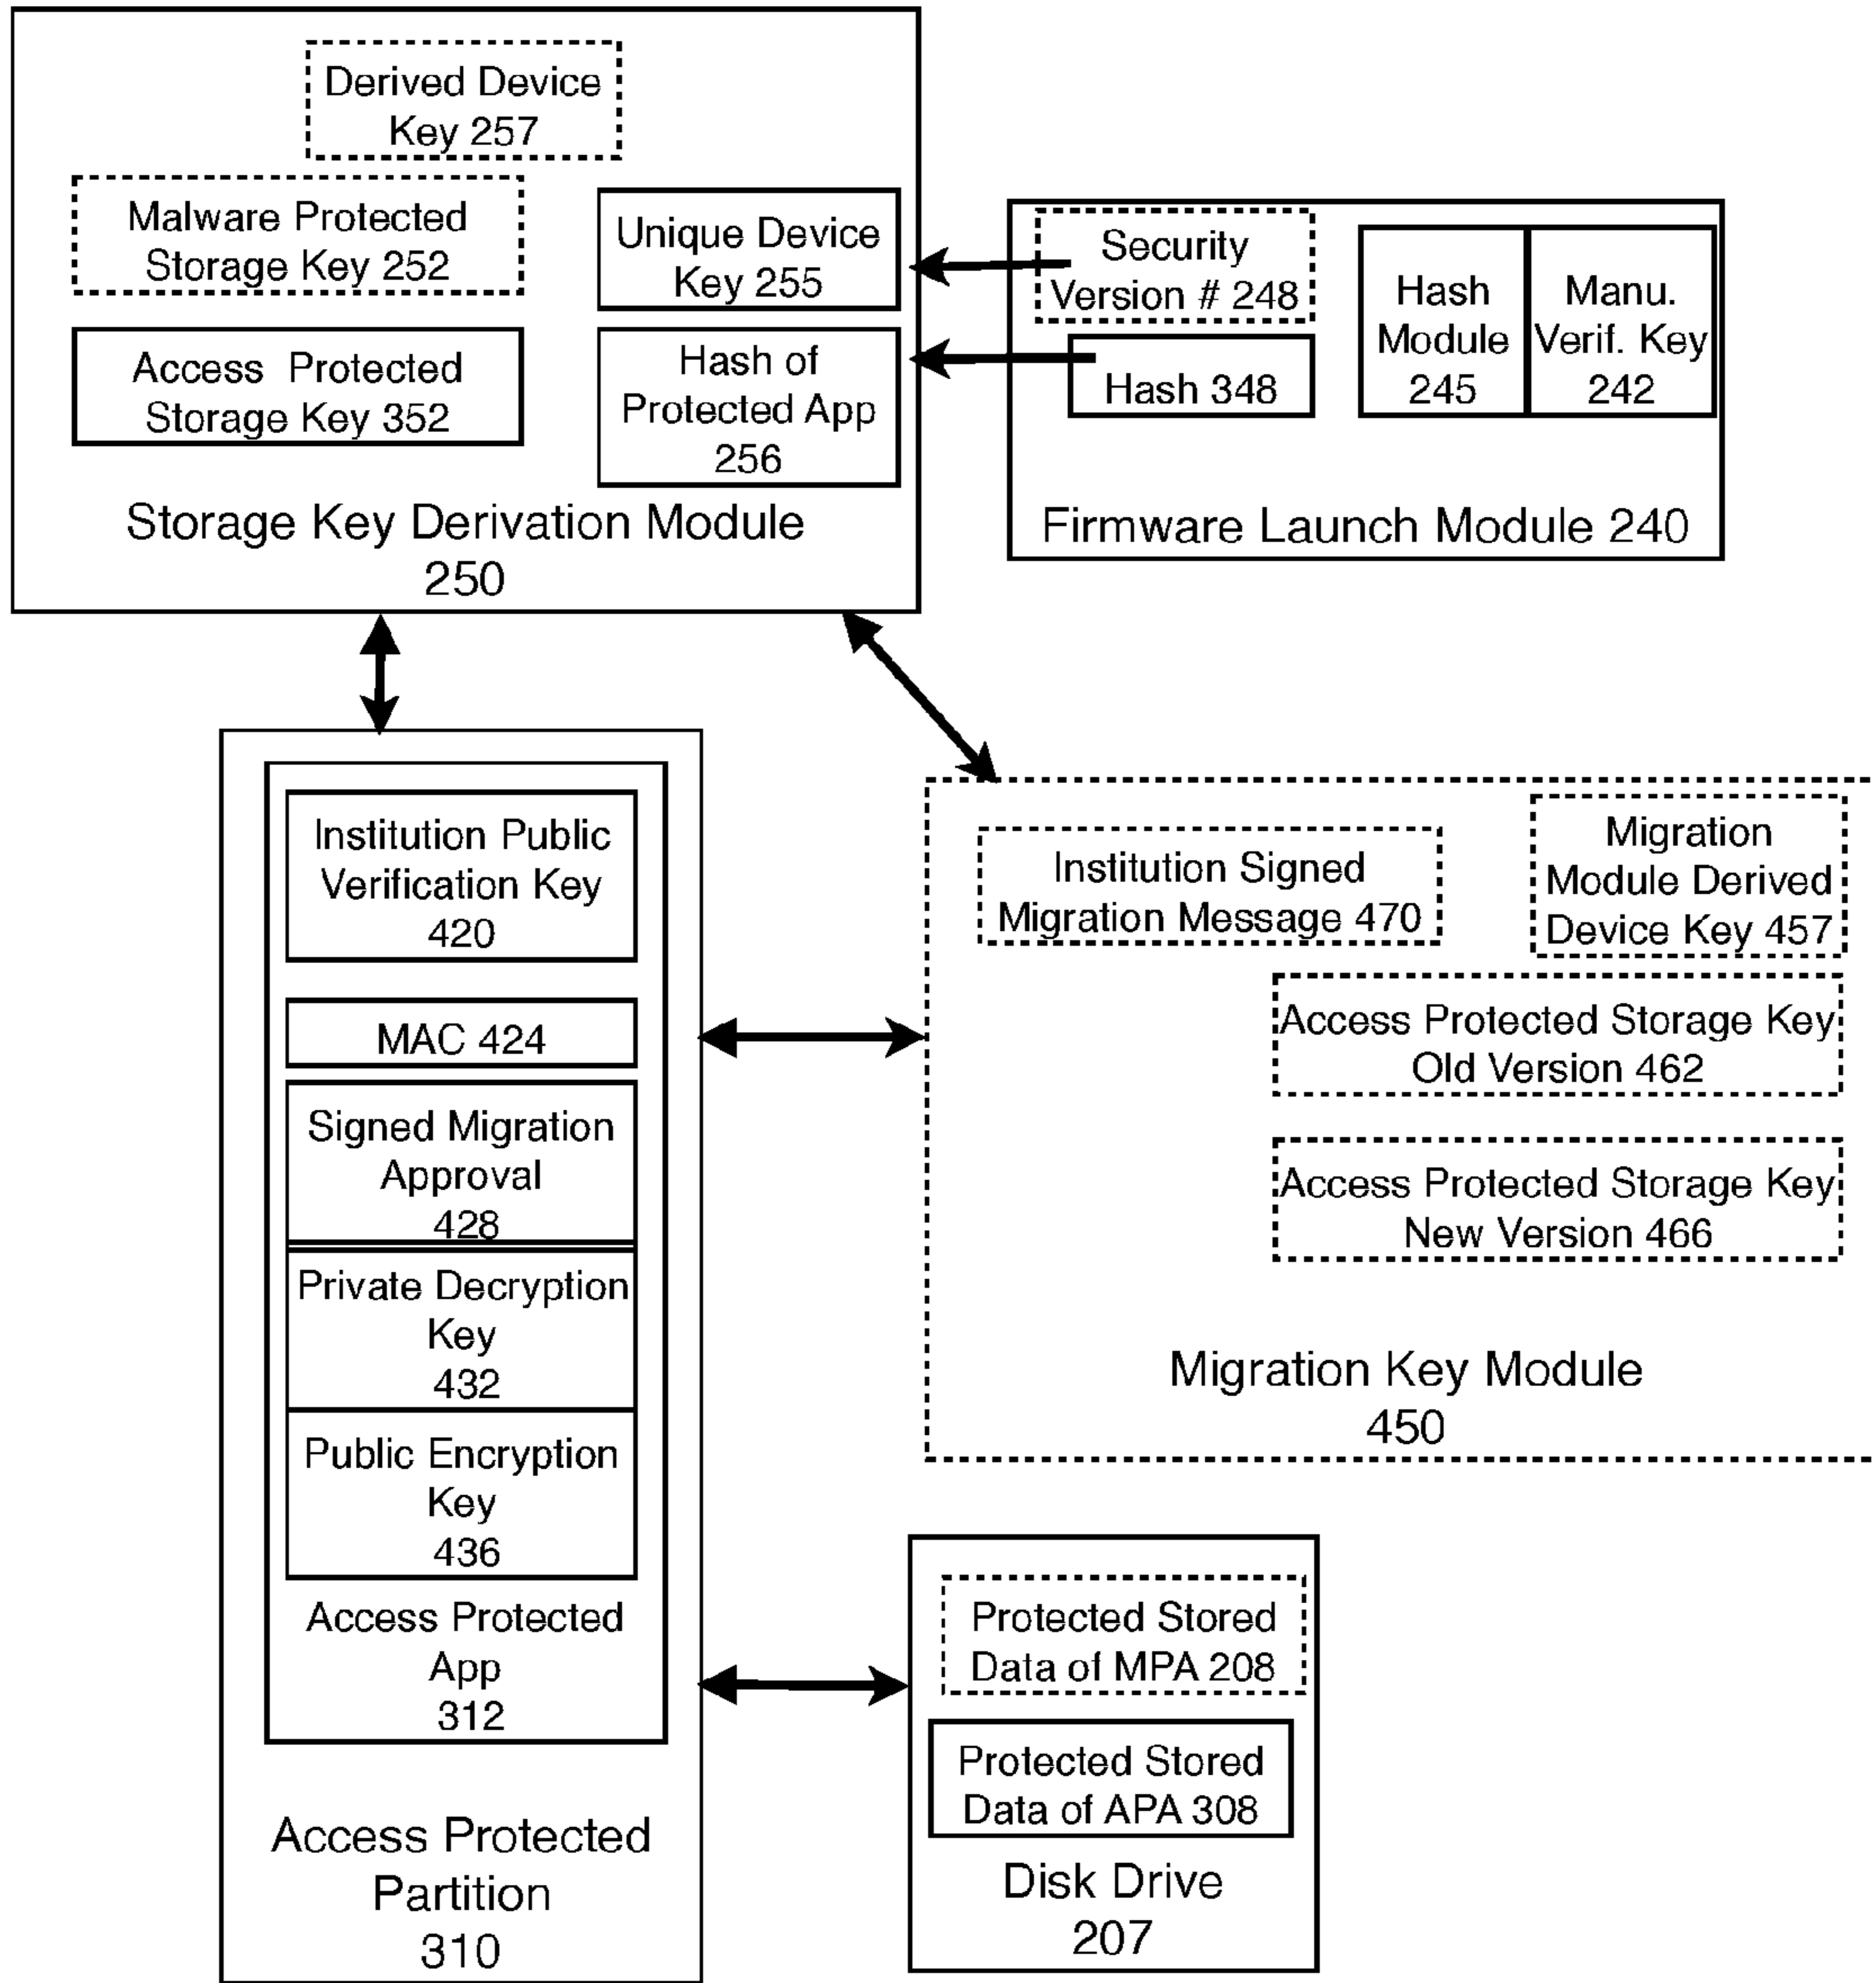 Derived Device
Key 257
Malware Protected
Storage Key 252
Access Protected
Storage Key 352
Unique Device
Key 255
Hash of
Protected App
256
Storage Key Derivation Module
250
Security
Version # 248
Hash 348
Hash
Module
245
Manu.
Verif. Key
242
Firmware Launch Module 240
Institution Public
Verification Key
420
MAC 424
Signed Migration
Approval
428
Private Decryption
Key
432
Public Encryption
Key
436
Access Protected
App
312
Access Protected
Partition
310
Institution Signed
Migration Message 470
Migration
Module Derived
Device Key 457
Access Protected Storage Key
Old Version 462
Access Protected Storage Key
New Version 466
Migration Key Module
450
Protected Stored
Data of MPA 208
Protected Stored
Data of APA 308
Disk Drive
207